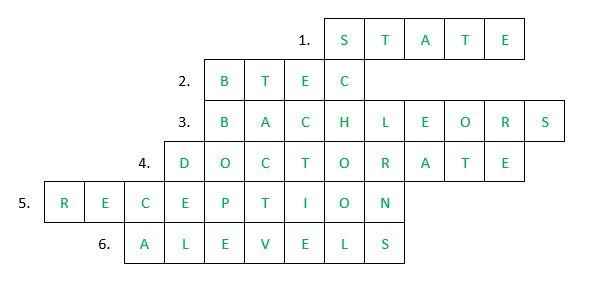 1. S T A T E
2. B T E C
3. B A C H L E O R S
4. D O C T O R A T E
5. R E C E P T I O N
6. A L E V E L S